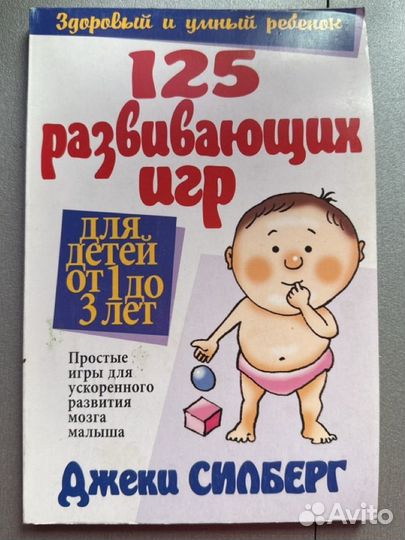 Здоровый и умный ребенок
125
развивающих
игр
для
детей
от 1 до
3 лет
Простые
игры для
ускоренного
развития
мозга
малыша
Джеки СИЛБЕРГ
Avito